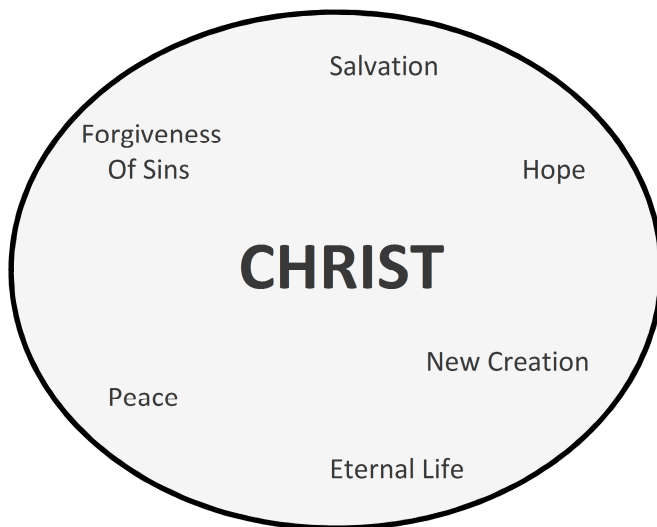 Salvation
Forgiveness
Of Sins
Hope
CHRIST
New Creation
Peace
Eternal Life